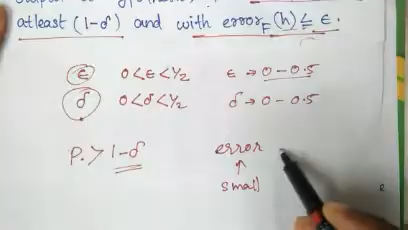 atleast (1-δ) and with error_F(h) ≤ ε.
ε 0<ε<1/2 ε → 0-0.5
δ 0<δ<1/2 δ → 0-0.5
P. > 1-δ error
↑
small